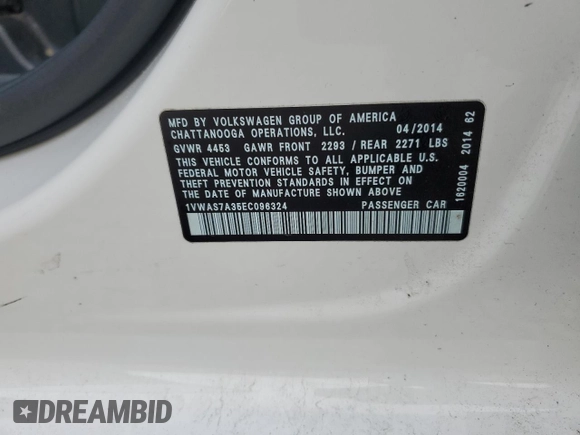 MFD BY VOLKSWAGEN GROUP OF AMERICA
CHATTANOOGA OPERATIONS, LLC. 04/2014
GVWR 4453 GAWR FRONT 2293 / REAR 2271 LBS
THIS VEHICLE CONFORMS TO ALL APPLICABLE U.S.
FEDERAL MOTOR VEHICLE SAFETY, BUMPER AND
THEFT PREVENTION STANDARDS IN EFFECT ON
THE DATE OF MANUFACTURE SHOWN ABOVE
1VWAS7A35EC096324 PASSENGER CAR
1620004 2014 62
DREAMBID